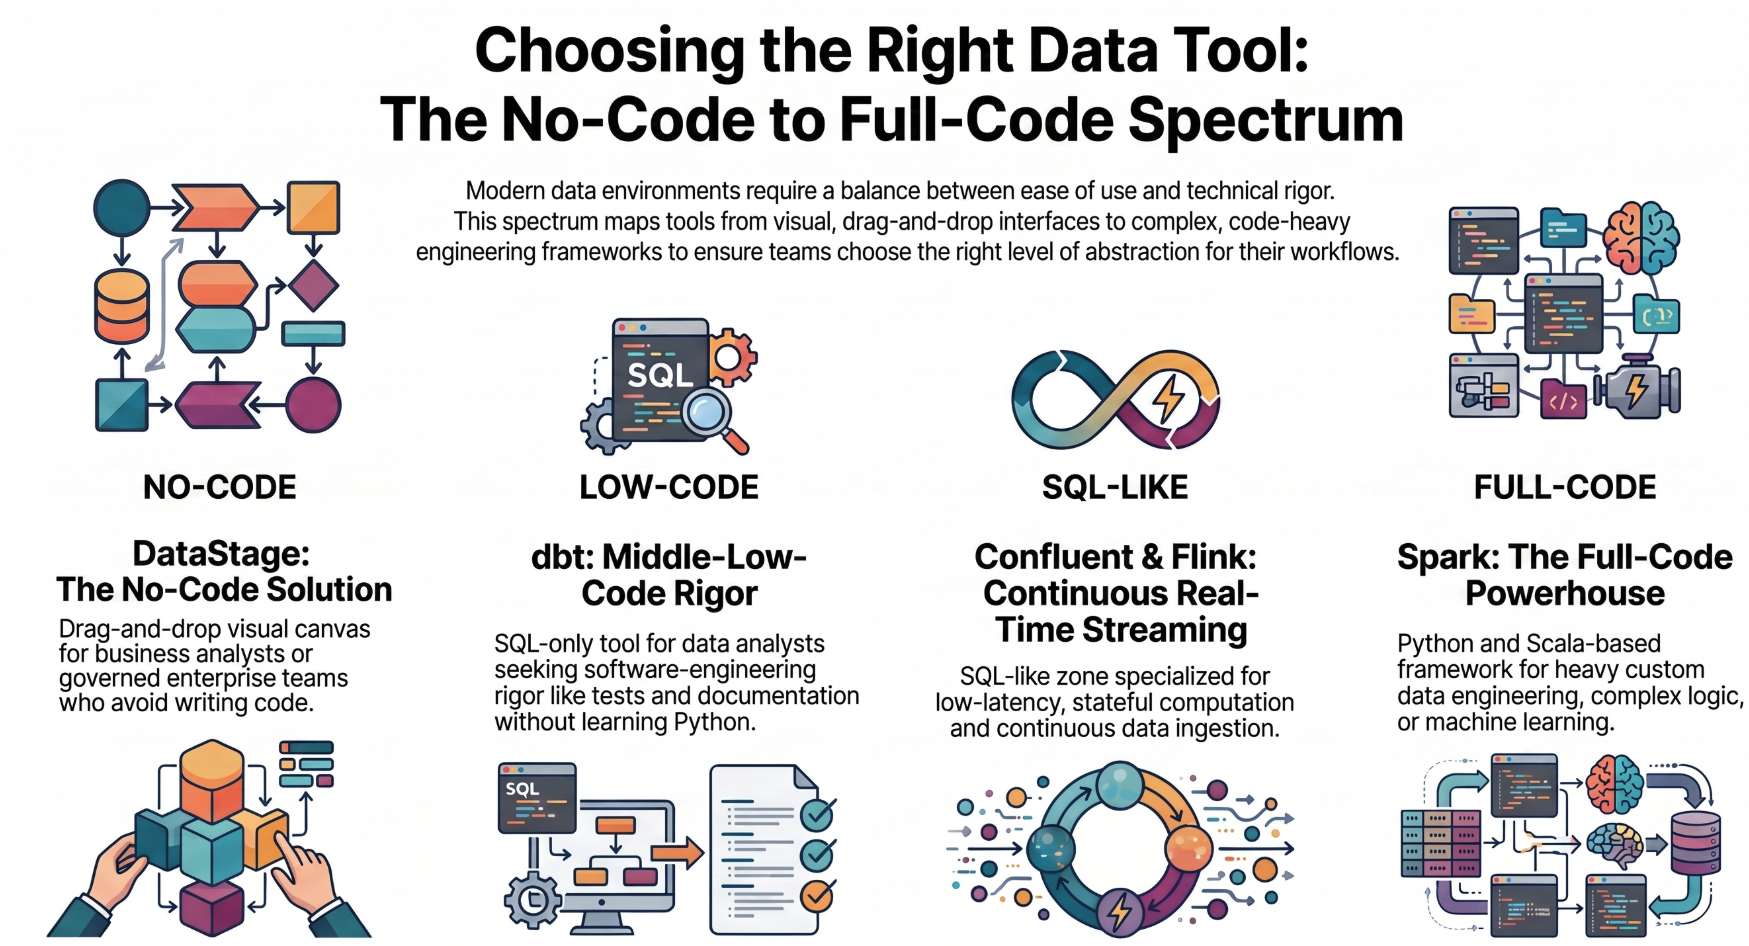 Choosing the Right Data Tool:
The No-Code to Full-Code Spectrum
Modern data environments require a balance between ease of use and technical rigor.
This spectrum maps tools from visual, drag-and-drop interfaces to complex, code-heavy
engineering frameworks to ensure teams choose the right level of abstraction for their workflows.
SQL
</>
NO-CODE
LOW-CODE
SQL-LIKE
FULL-CODE
DataStage:
The No-Code Solution
Drag-and-drop visual canvas
for business analysts or
governed enterprise teams
who avoid writing code.
dbt: Middle-Low-
Code Rigor
SQL-only tool for data analysts
seeking software-engineering
rigor like tests and documentation
without learning Python.
SQL
Confluent & Flink:
Continuous Real-
Time Streaming
SQL-like zone specialized for
low-latency, stateful computation
and continuous data ingestion.
Spark: The Full-Code
Powerhouse
Python and Scala-based
framework for heavy custom
data engineering, complex logic,
or machine learning.